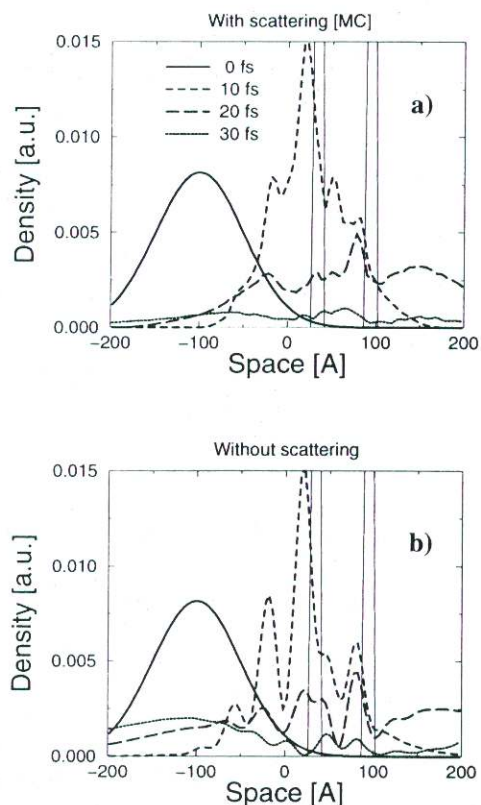 With scattering [MC]
a)
0 fs
10 fs
20 fs
30 fs
Density [a.u.]
0.015
0.010
0.005
0.000
−200 −100 0 100 200
Space [A]
Without scattering
b)
Density [a.u.]
0.015
0.010
0.005
0.000
−200 −100 0 100 200
Space [A]